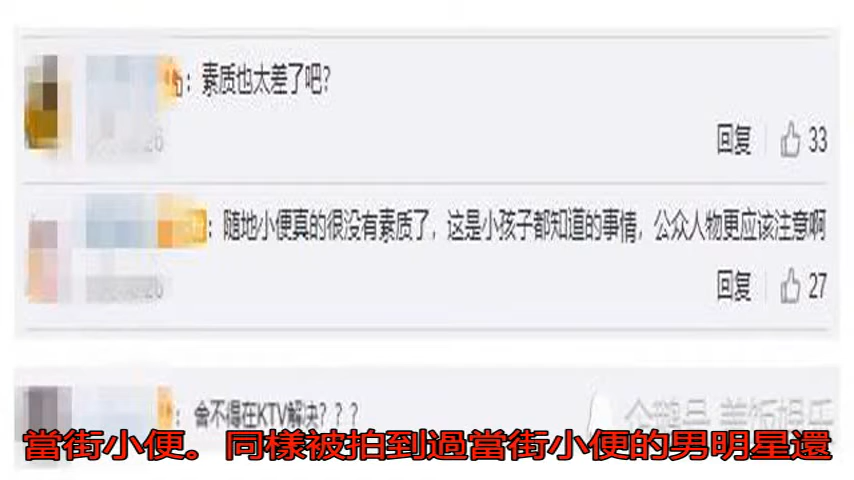 ：素质也太差了吧？
回复 33
：随地小便真的很没有素质了，这是小孩子都知道的事情，公众人物更应该注意啊
回复 27
：舍不得在KTV解决？？？
當街小便。同樣被拍到過當街小便的男明星還